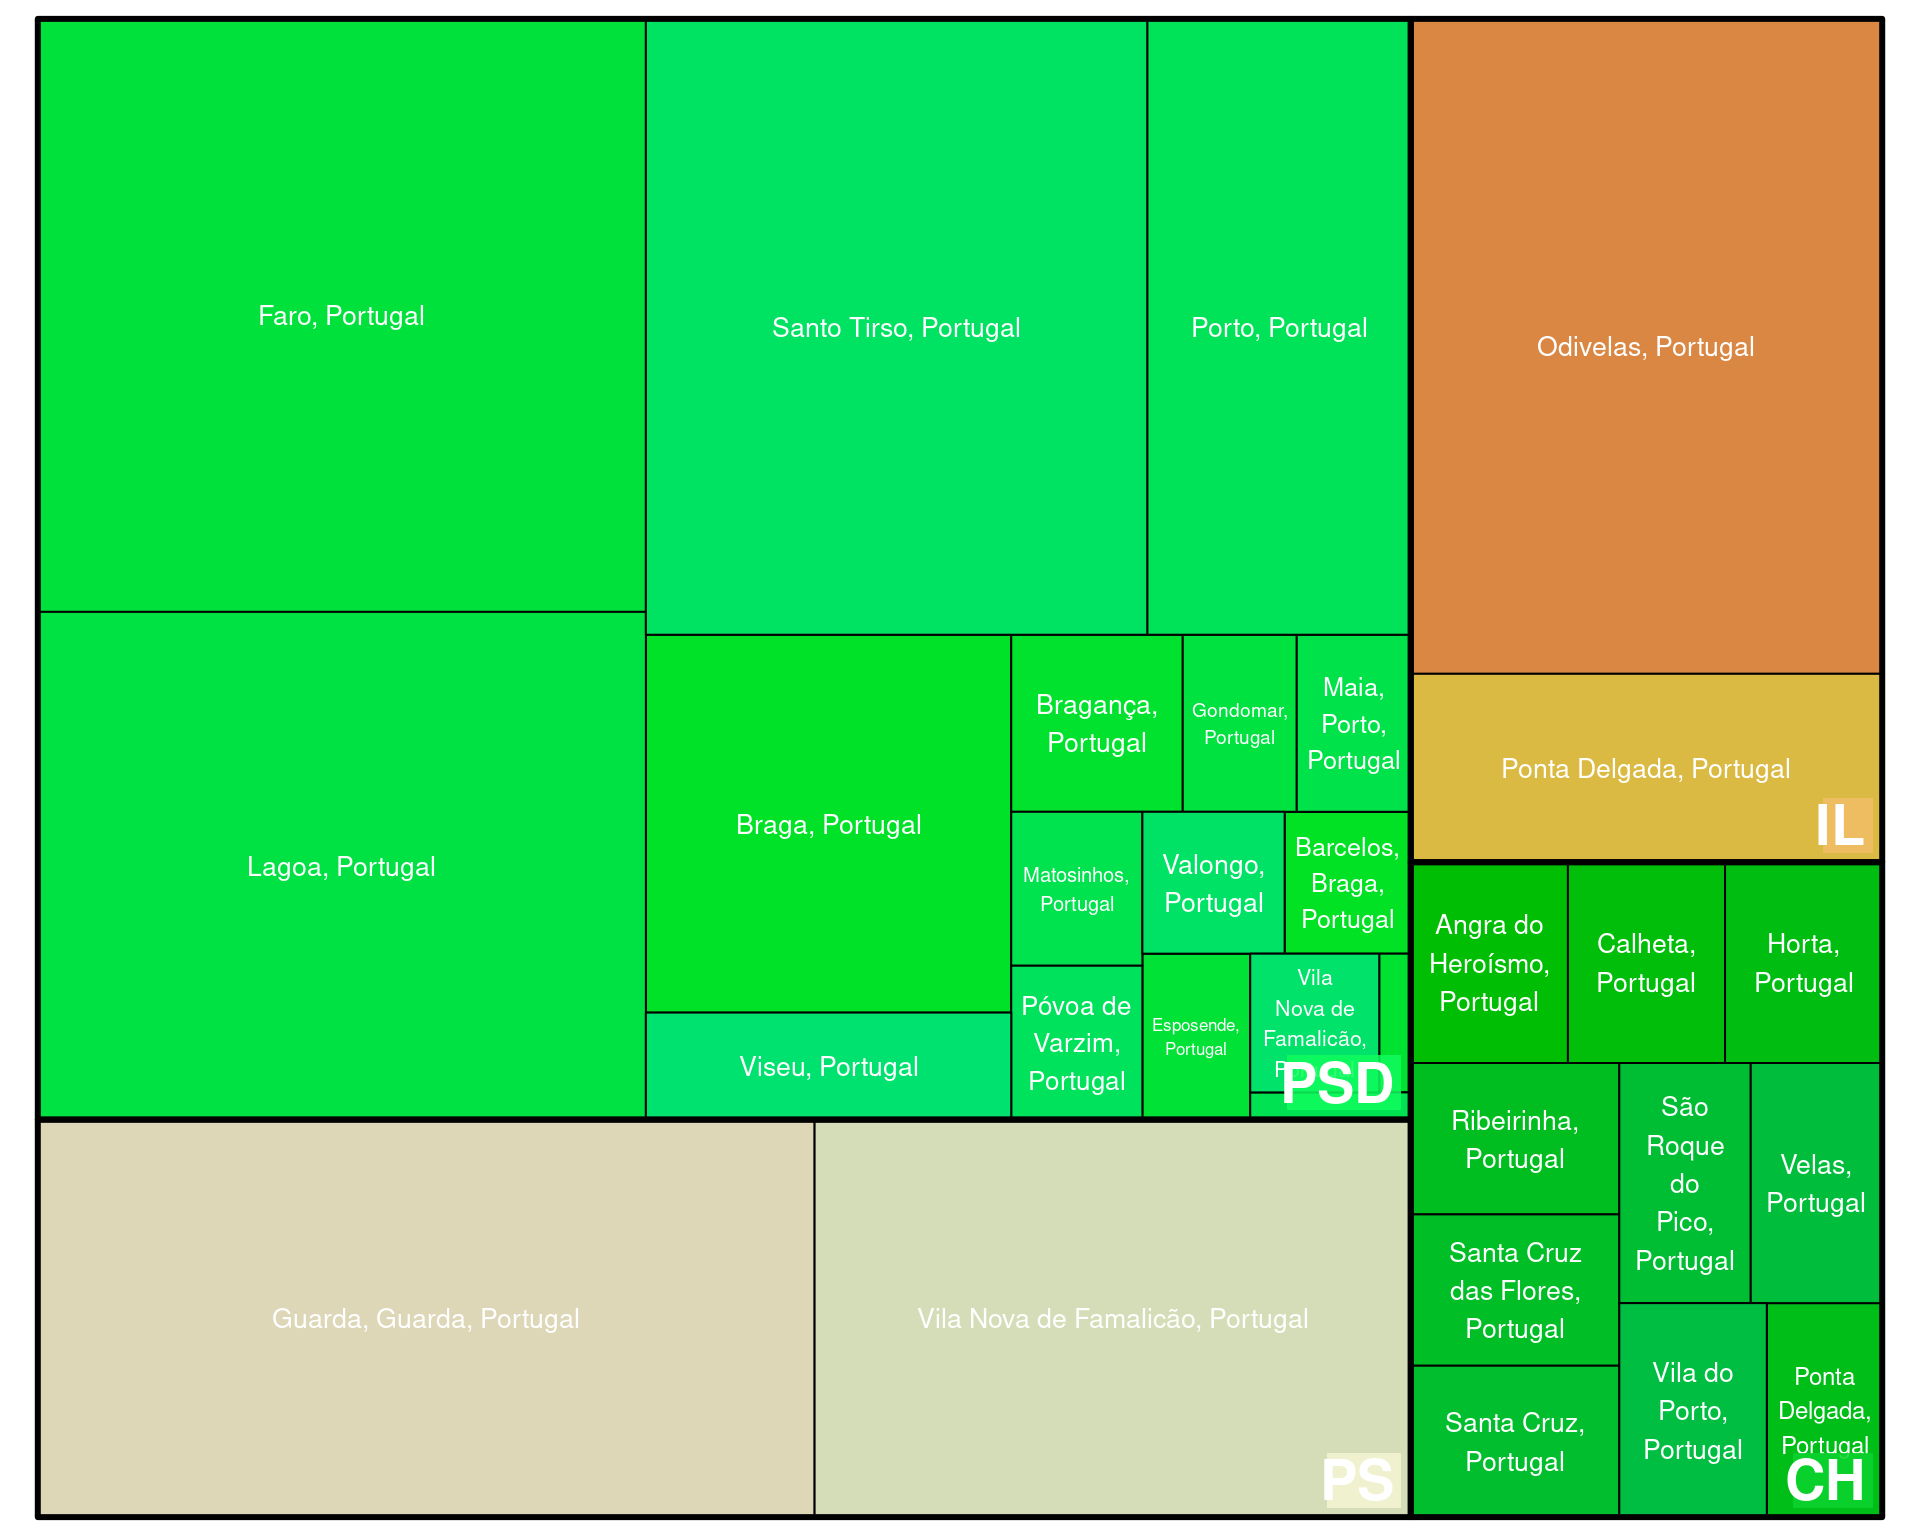 Faro, Portugal
Santo Tirso, Portugal
Porto, Portugal
Odivelas, Portugal
Lagoa, Portugal
Braga, Portugal
Bragança,
Portugal
Gondomar,
Portugal
Maia,
Porto,
Portugal
Ponta Delgada, Portugal
IL
Matosinhos,
Portugal
Valongo,
Portugal
Barcelos,
Braga,
Portugal
Viseu, Portugal
Póvoa de
Varzim,
Portugal
Esposende,
Portugal
Vila
Nova de
Famalicão,
PSD
Angra do
Heroísmo,
Portugal
Calheta,
Portugal
Horta,
Portugal
Ribeirinha,
Portugal
São
Roque
do
Pico,
Portugal
Velas,
Portugal
Santa Cruz
das Flores,
Portugal
Santa Cruz,
Portugal
Vila do
Porto,
Portugal
Ponta
Delgada,
Portugal
CH
Guarda, Guarda, Portugal
Vila Nova de Famalicão, Portugal
PS